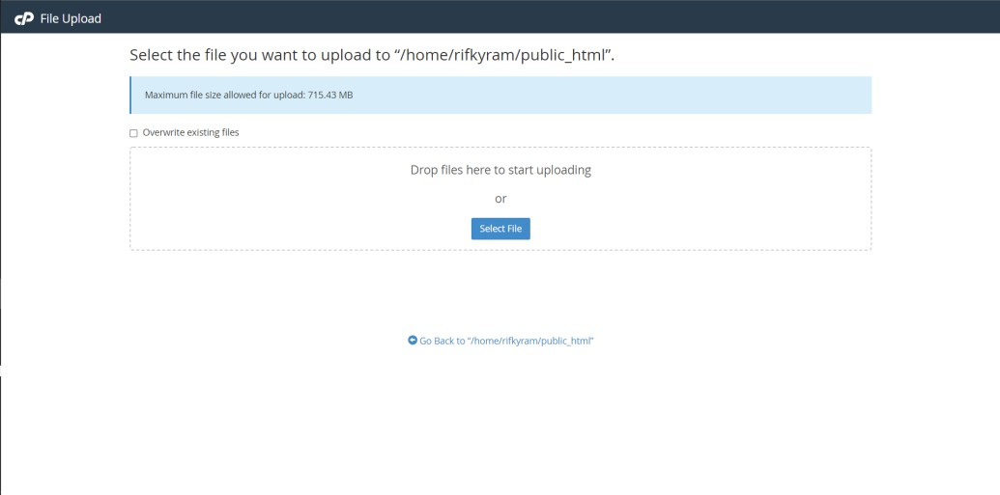 cP File Upload
Select the file you want to upload to “/home/rifkyram/public_html”.
Maximum file size allowed for upload: 715.43 MB
Overwrite existing files
Drop files here to start uploading
or
Select File
Go Back to “/home/rifkyram/public_html”